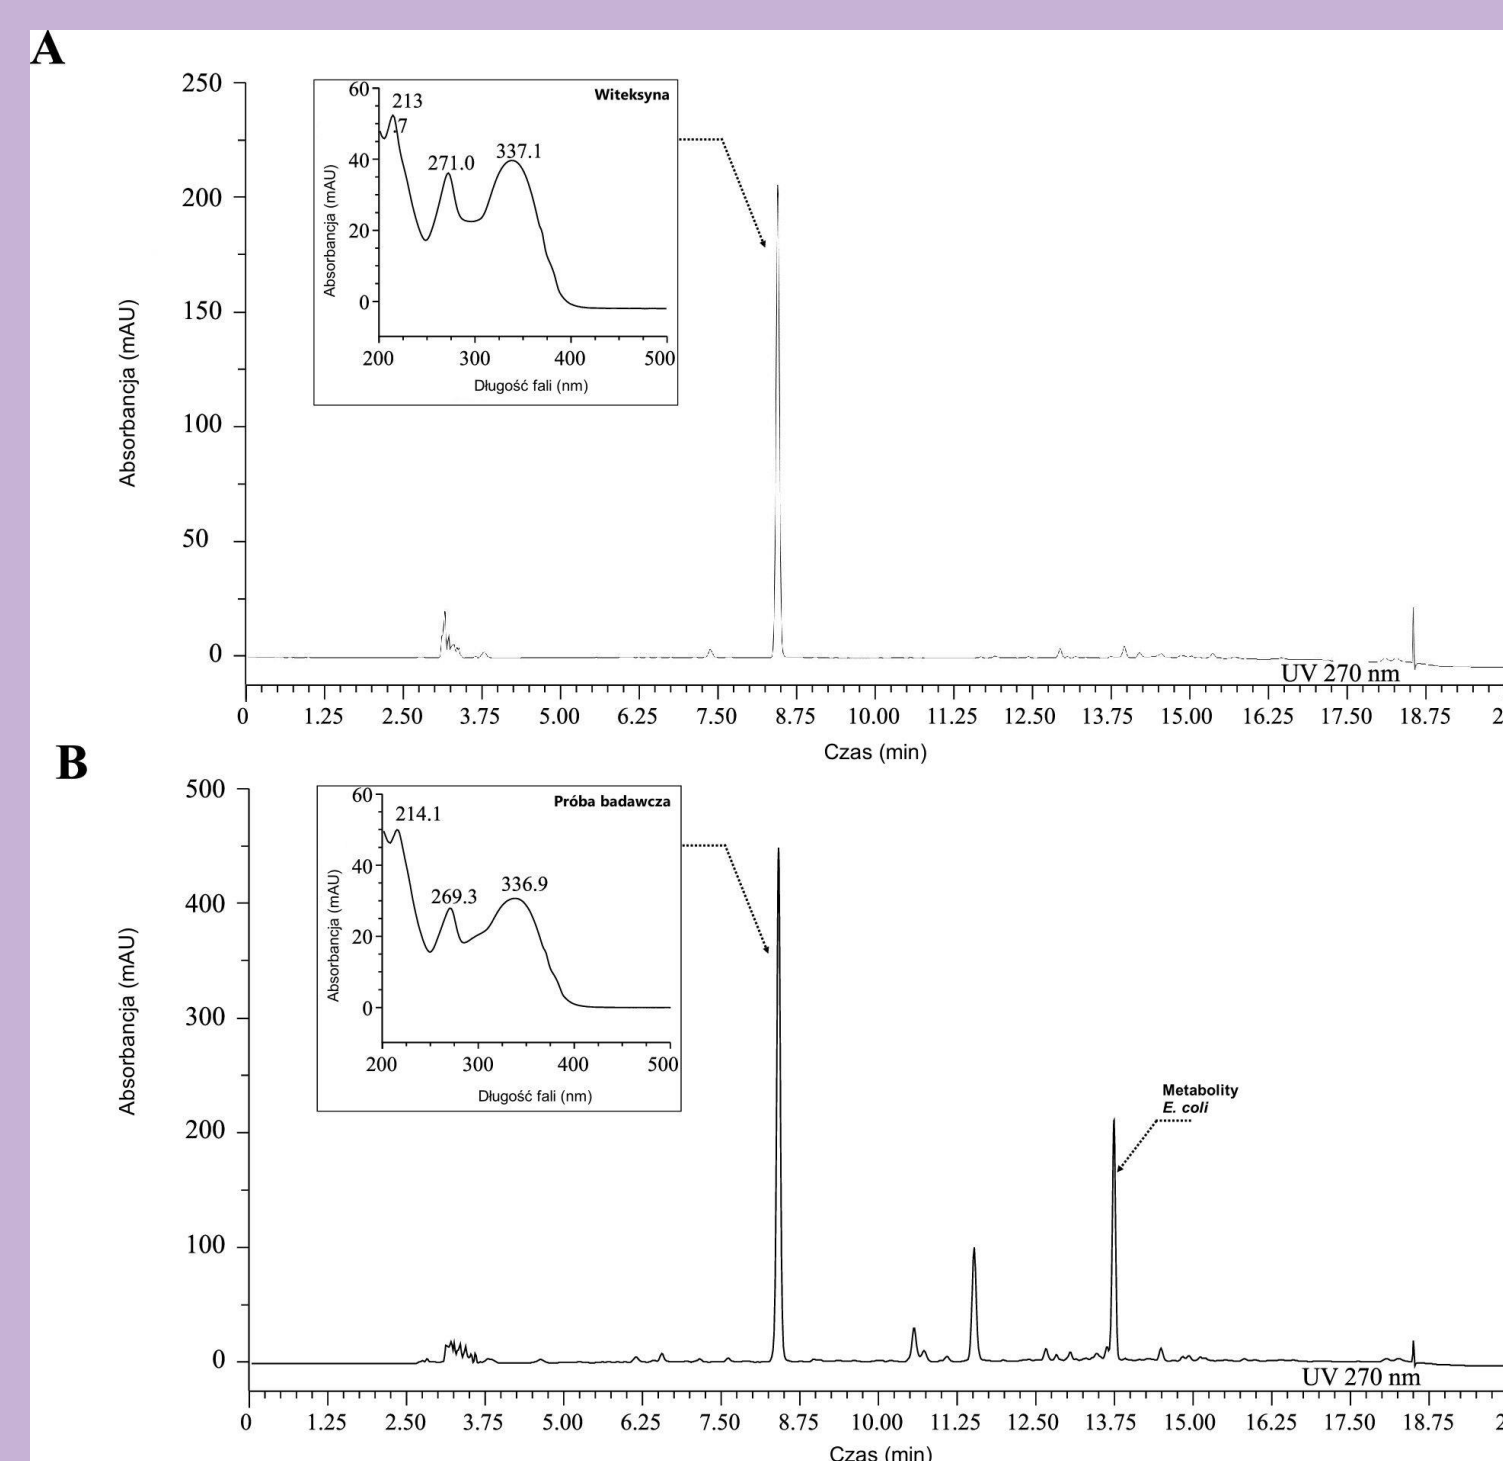 A
250
200
150
100
50
0
Absorbancja (mAU)
Witeksyna
60
40
20
0
Absorbancja (mAU)
213
.7
271.0
337.1
200 300 400 500
Długość fali (nm)
UV 270 nm
0 1.25 2.50 3.75 5.00 6.25 7.50 8.75 10.00 11.25 12.50 13.75 15.00 16.25 17.50 18.75 2
Czas (min)
B
500
400
300
200
100
0
Absorbancja (mAU)
Próba badawcza
60
40
20
0
Absorbancja (mAU)
214.1
269.3
336.9
200 300 400 500
Długość fali (nm)
Metabolity
E. coli
UV 270 nm
0 1.25 2.50 3.75 5.00 6.25 7.50 8.75 10.00 11.25 12.50 13.75 15.00 16.25 17.50 18.75 2
Czas (min)